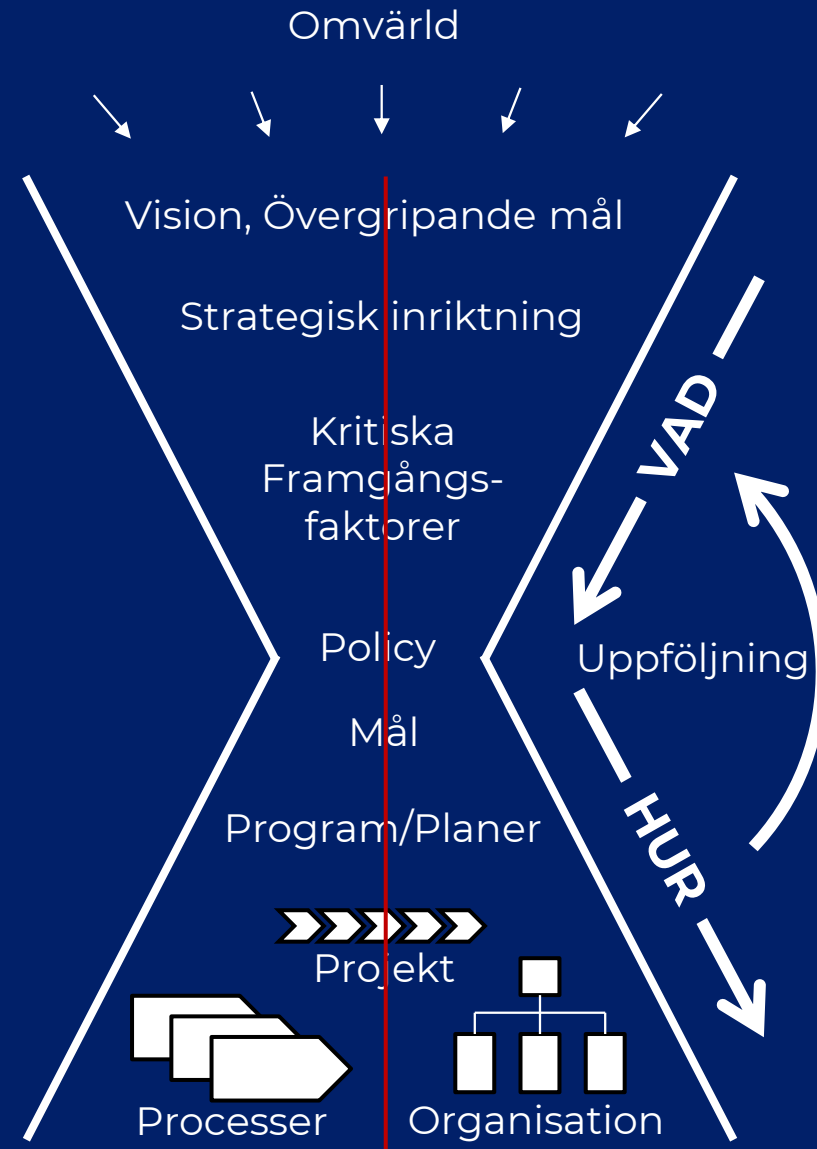 Omvärld
Vision, Övergripande mål
Strategisk inriktning
VAD
Kritiska
Framgångs-
faktorer
Policy
Uppföljning
Mål
Program/Planer
HUR
Projekt
Processer
Organisation